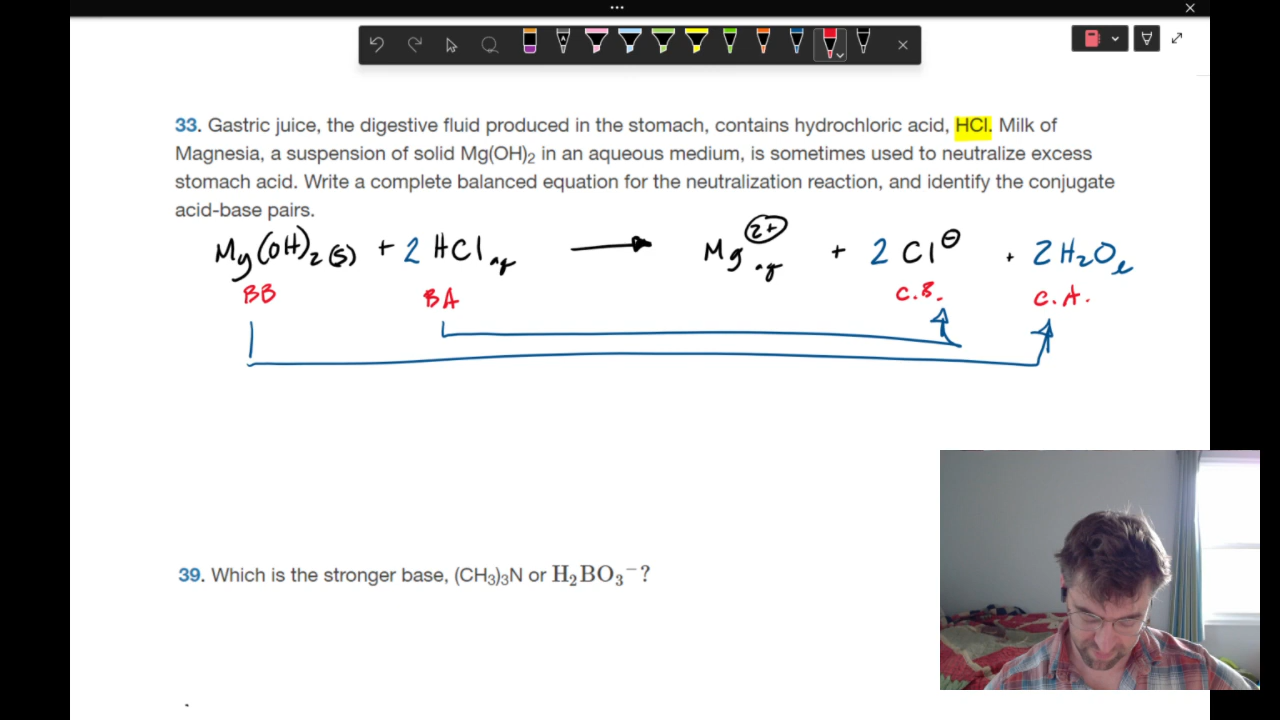 33. Gastric juice, the digestive fluid produced in the stomach, contains hydrochloric acid, HCl. Milk of
Magnesia, a suspension of solid Mg(OH)₂ in an aqueous medium, is sometimes used to neutralize excess
stomach acid. Write a complete balanced equation for the neutralization reaction, and identify the conjugate
acid-base pairs.
Mg(OH)₂(s) + 2 HCl aq → Mg²⁺ aq + 2 Cl⊖ + 2 H₂O l
BB BA C.B. C.A.
39. Which is the stronger base, (CH₃)₃N or H₂BO₃⁻?